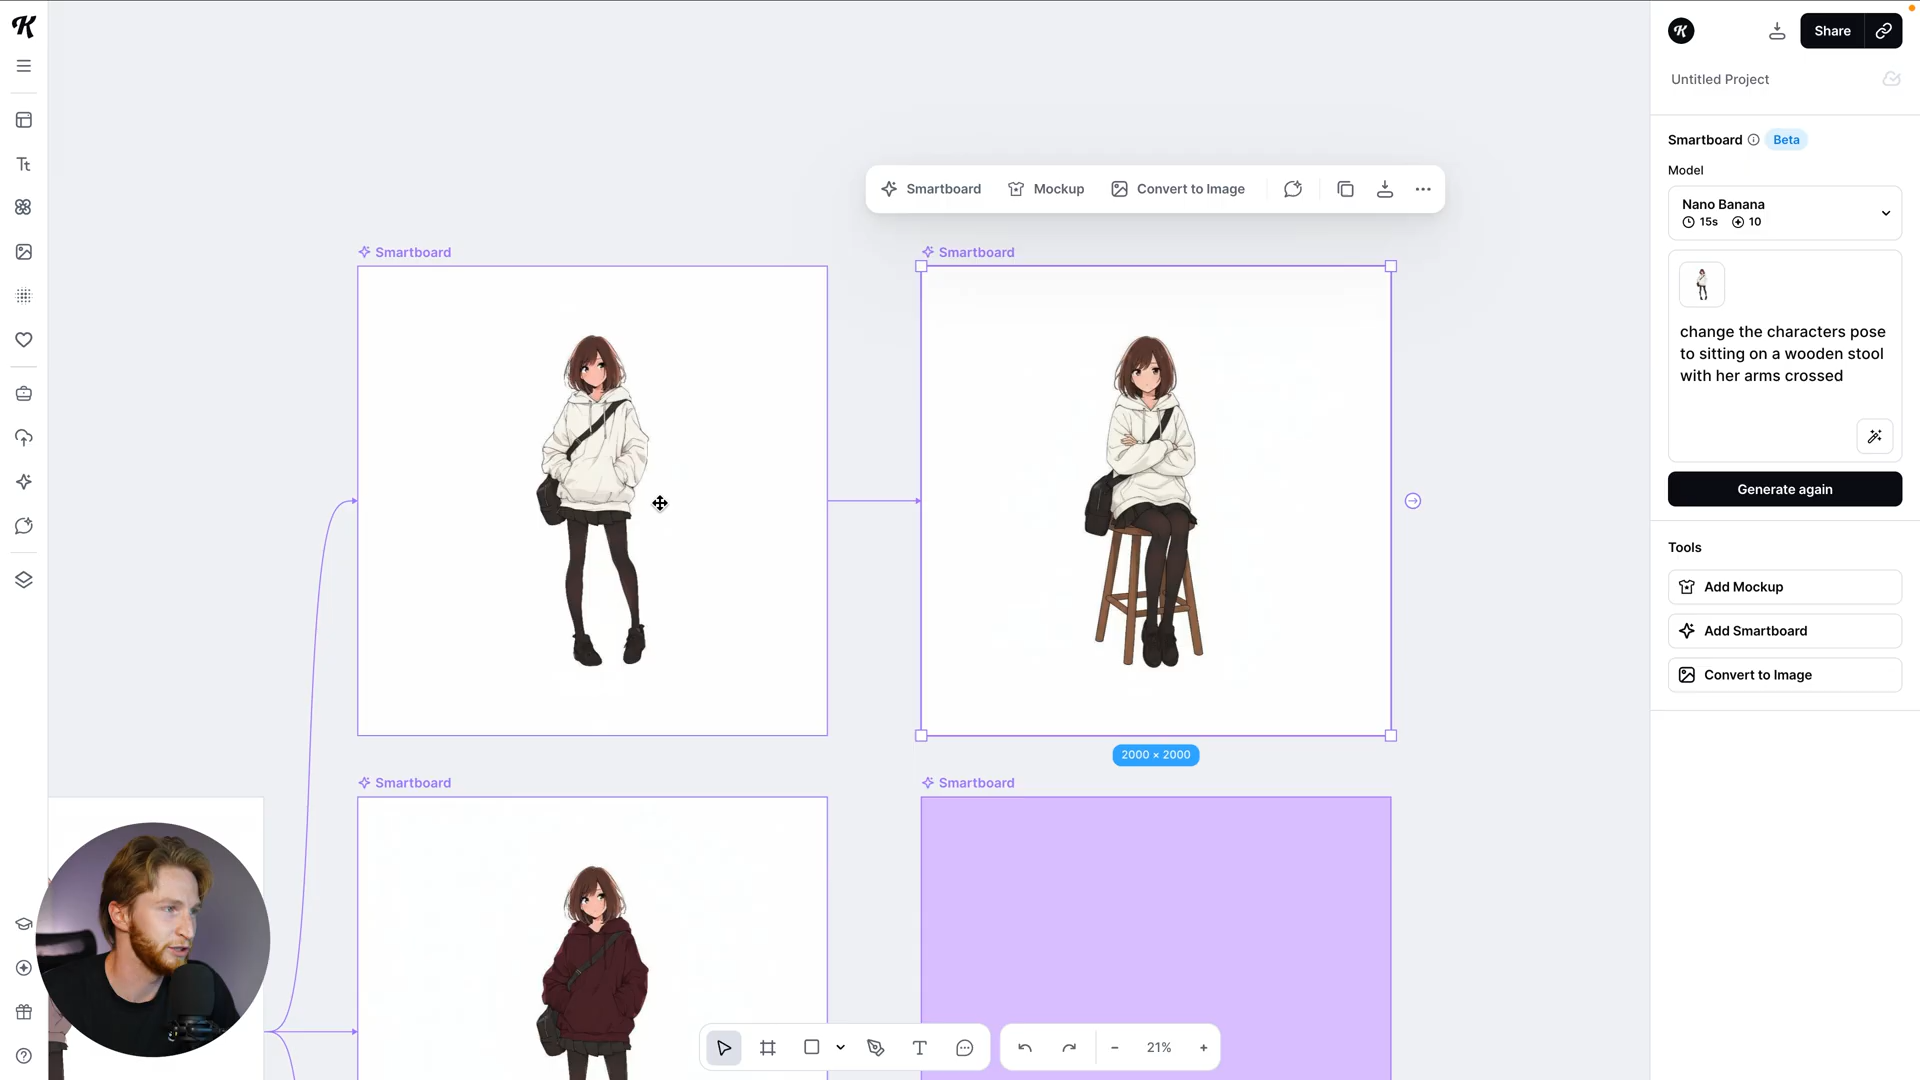 Share
Untitled Project
Smartboard Beta
Model
Nano Banana
15s 10
change the characters pose
to sitting on a wooden stool
with her arms crossed
Generate again
Tools
Add Mockup
Add Smartboard
Convert to Image
Smartboard Mockup Convert to Image
Smartboard
Smartboard
2000 × 2000
Smartboard
Smartboard
Tt
T
21%